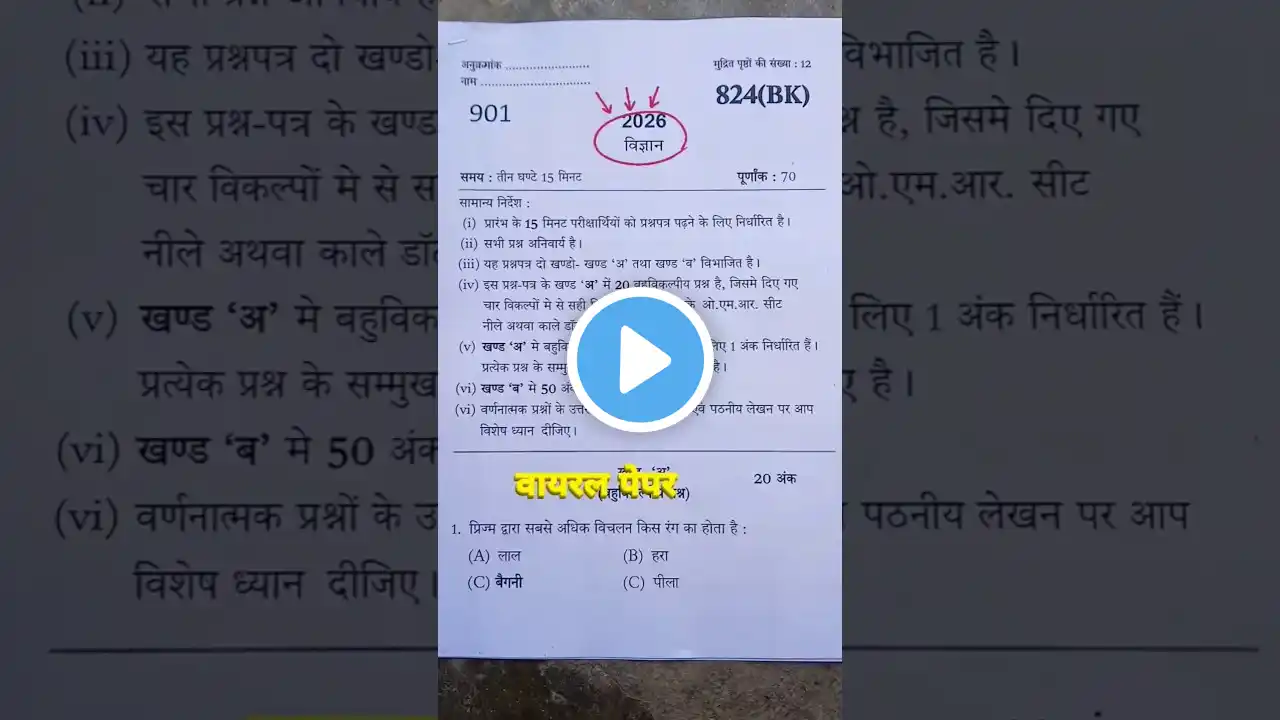 (iii) यह प्रश्नपत्र दो खण्डो
विभाजित है।
(iv) इस प्रश्न-पत्र के खण्ड
है, जिसमे दिए गए
चार विकल्पों मे से
ओ.एम.आर. सीट
नीले अथवा काले
(v) खण्ड 'अ' मे
लिए 1 अंक निर्धारित हैं।
प्रत्येक प्रश्न के सम्मुख
है।
(vi) खण्ड 'ब' मे 50 अंक
(vi) वर्णनात्मक प्रश्नों के
पठनीय लेखन पर आप
विशेष ध्यान दीजिए।
अनुक्रमांक ........................
नाम ..............................
मुद्रित पृष्ठों की संख्या : 12
901
824(BK)
2026
विज्ञान
समय : तीन घण्टे 15 मिनट
पूर्णांक : 70
सामान्य निर्देश :
(i) प्रारंभ के 15 मिनट परीक्षार्थियों को प्रश्नपत्र पढ़ने के लिए निर्धारित है।
(ii) सभी प्रश्न अनिवार्य है।
(iii) यह प्रश्नपत्र दो खण्डो- खण्ड 'अ' तथा खण्ड 'ब' विभाजित है।
(iv) इस प्रश्न-पत्र के खण्ड 'अ' में 20 बहुविकल्पीय प्रश्न है, जिसमे दिए गए
चार विकल्पों मे से सही ओ.एम.आर. सीट
नीले अथवा काले
(v) खण्ड 'अ' मे 1 अंक निर्धारित हैं।
प्रत्येक प्रश्न के है।
(vi) खण्ड 'ब' मे 50
(vi) वर्णनात्मक प्रश्नों के एवं पठनीय लेखन पर आप
विशेष ध्यान दीजिए।
20 अंक
वायरल पेपर
1. प्रिज्म द्वारा सबसे अधिक विचलन किस रंग का होता है :
(A) लाल (B) हरा
(C) बैगनी (C) पीला